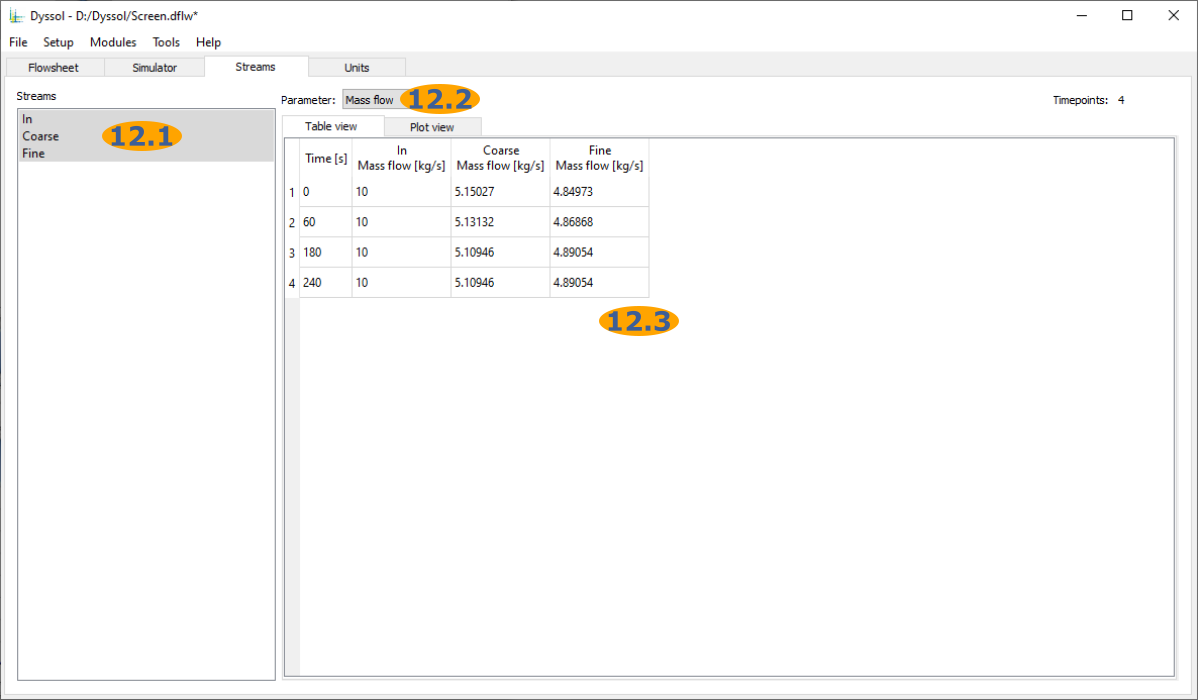 Dyssol - D:/Dyssol/Screen.dflw*
File Setup Modules Tools Help
Flowsheet Simulator Streams Units
Streams
In
Coarse
Fine
12.1
Parameter: Mass flow 12.2 Timepoints: 4
Table view Plot view
Time [s] In Mass flow [kg/s] Coarse Mass flow [kg/s] Fine Mass flow [kg/s]
1 0 10 5.15027 4.84973
2 60 10 5.13132 4.86868
3 180 10 5.10946 4.89054
4 240 10 5.10946 4.89054
12.3